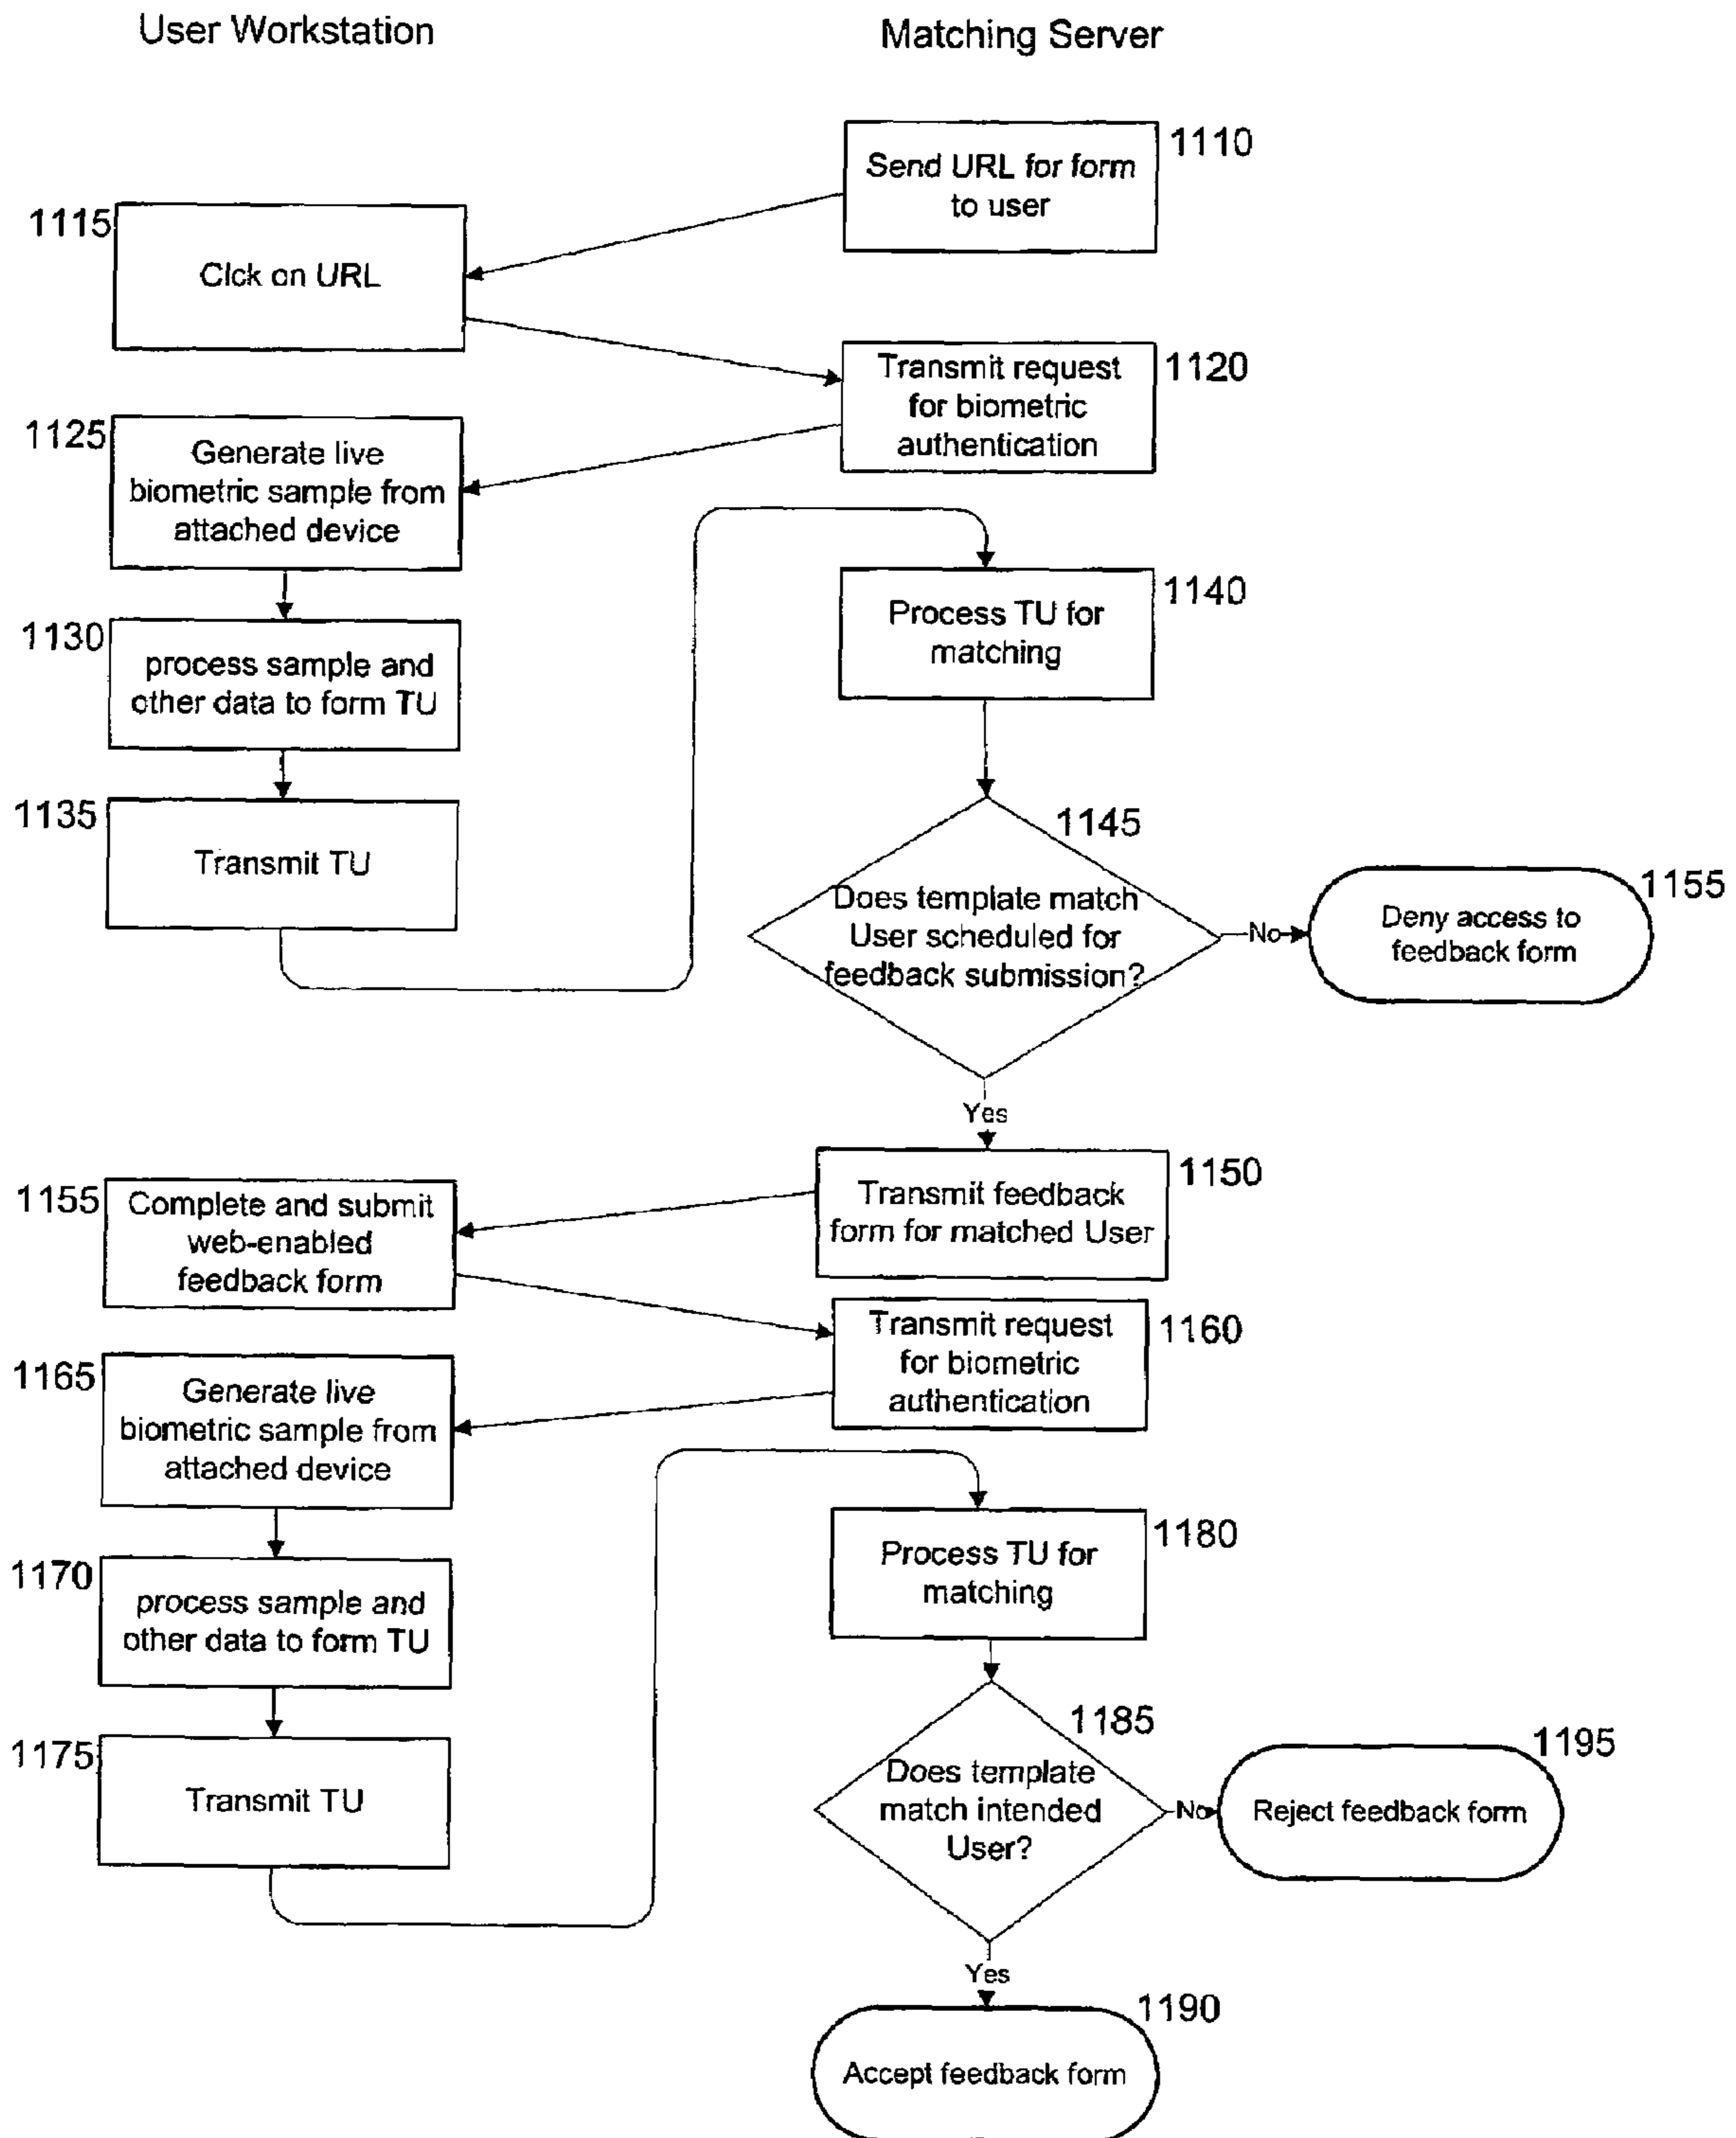 User Workstation
Matching Server
1110
Send URL for form
to user
1115
Clck on URL
1120
Transmit request
for biometric
authentication
1125
Generate live
biometric sample from
attached device
1130
process sample and
other data to form TU
1135
Transmit TU
1140
Process TU for
matching
1145
Does template match
User scheduled for
feedback submission?
No
1155
Deny access to
feedback form
Yes
1150
Transmit feedback
form for matched User
1155
Complete and submit
web-enabled
feedback form
1160
Transmit request
for biometric
authentication
1165
Generate live
biometric sample from
attached device
1170
process sample and
other data to form TU
1175
Transmit TU
1180
Process TU for
matching
1185
Does template
match intended
User?
No
1195
Reject feedback form
Yes
1190
Accept feedback form